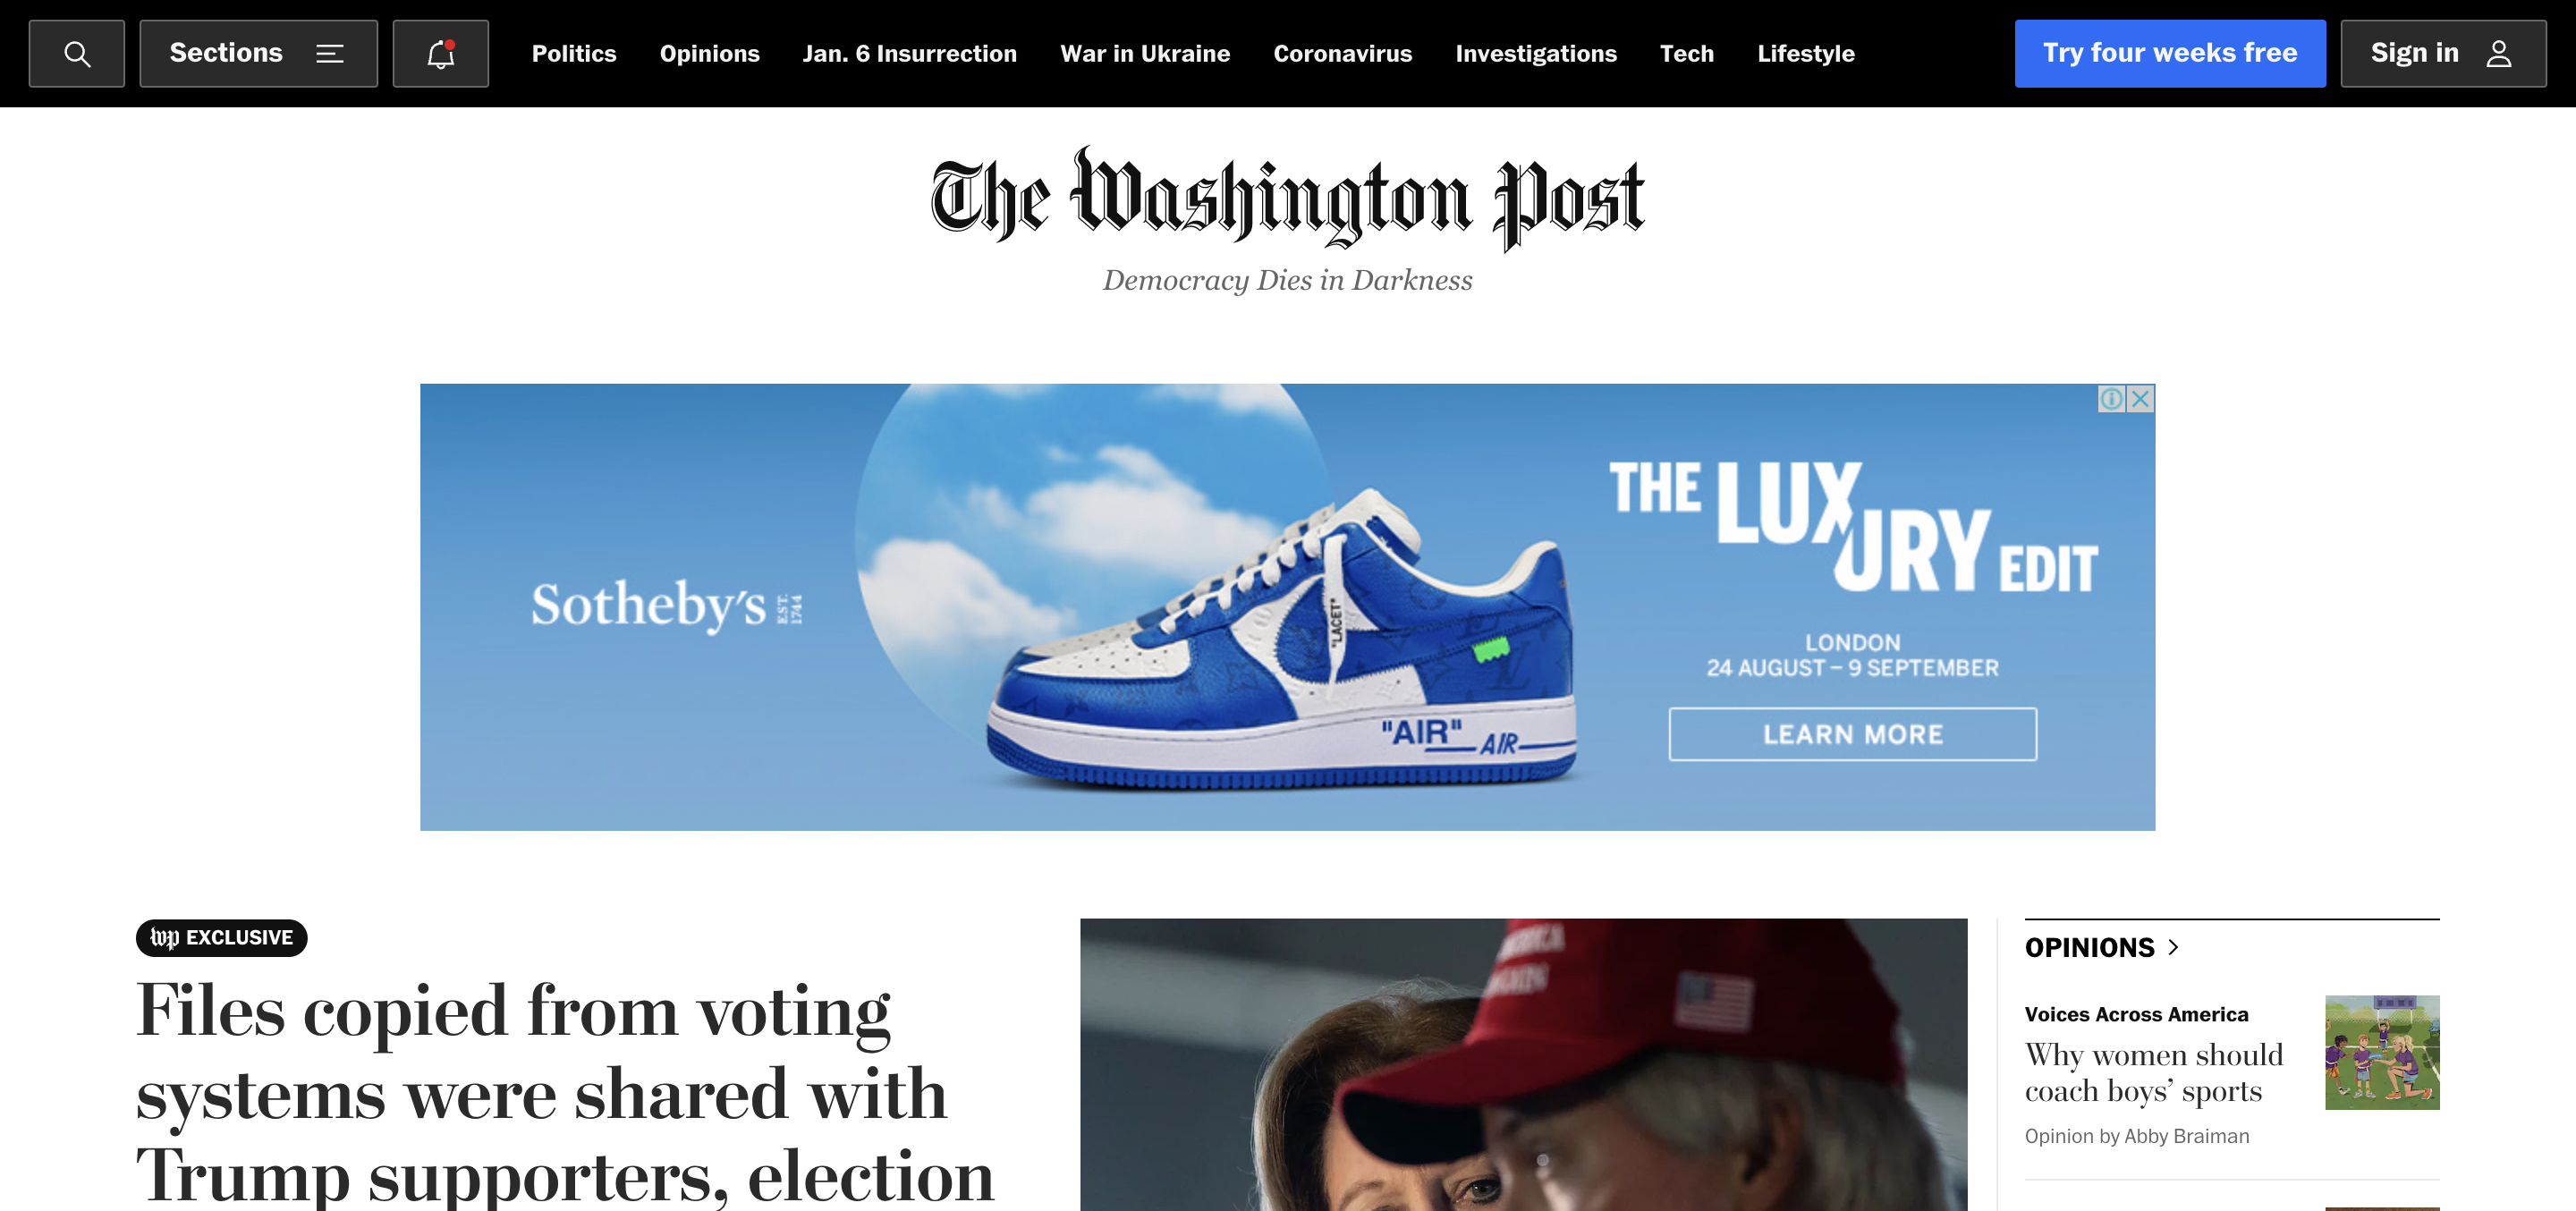 Sections
Politics
Opinions
Jan. 6 Insurrection
War in Ukraine
Coronavirus
Investigations
Tech
Lifestyle
Try four weeks free
Sign in
The Washington Post
Democracy Dies in Darkness
Sotheby's EST. 1744
"LACET"
"AIR"
AIR
THE LUXURY EDIT
LONDON
24 AUGUST – 9 SEPTEMBER
LEARN MORE
wp EXCLUSIVE
Files copied from voting
systems were shared with
Trump supporters, election
OPINIONS
Voices Across America
Why women should
coach boys’ sports
Opinion by Abby Braiman